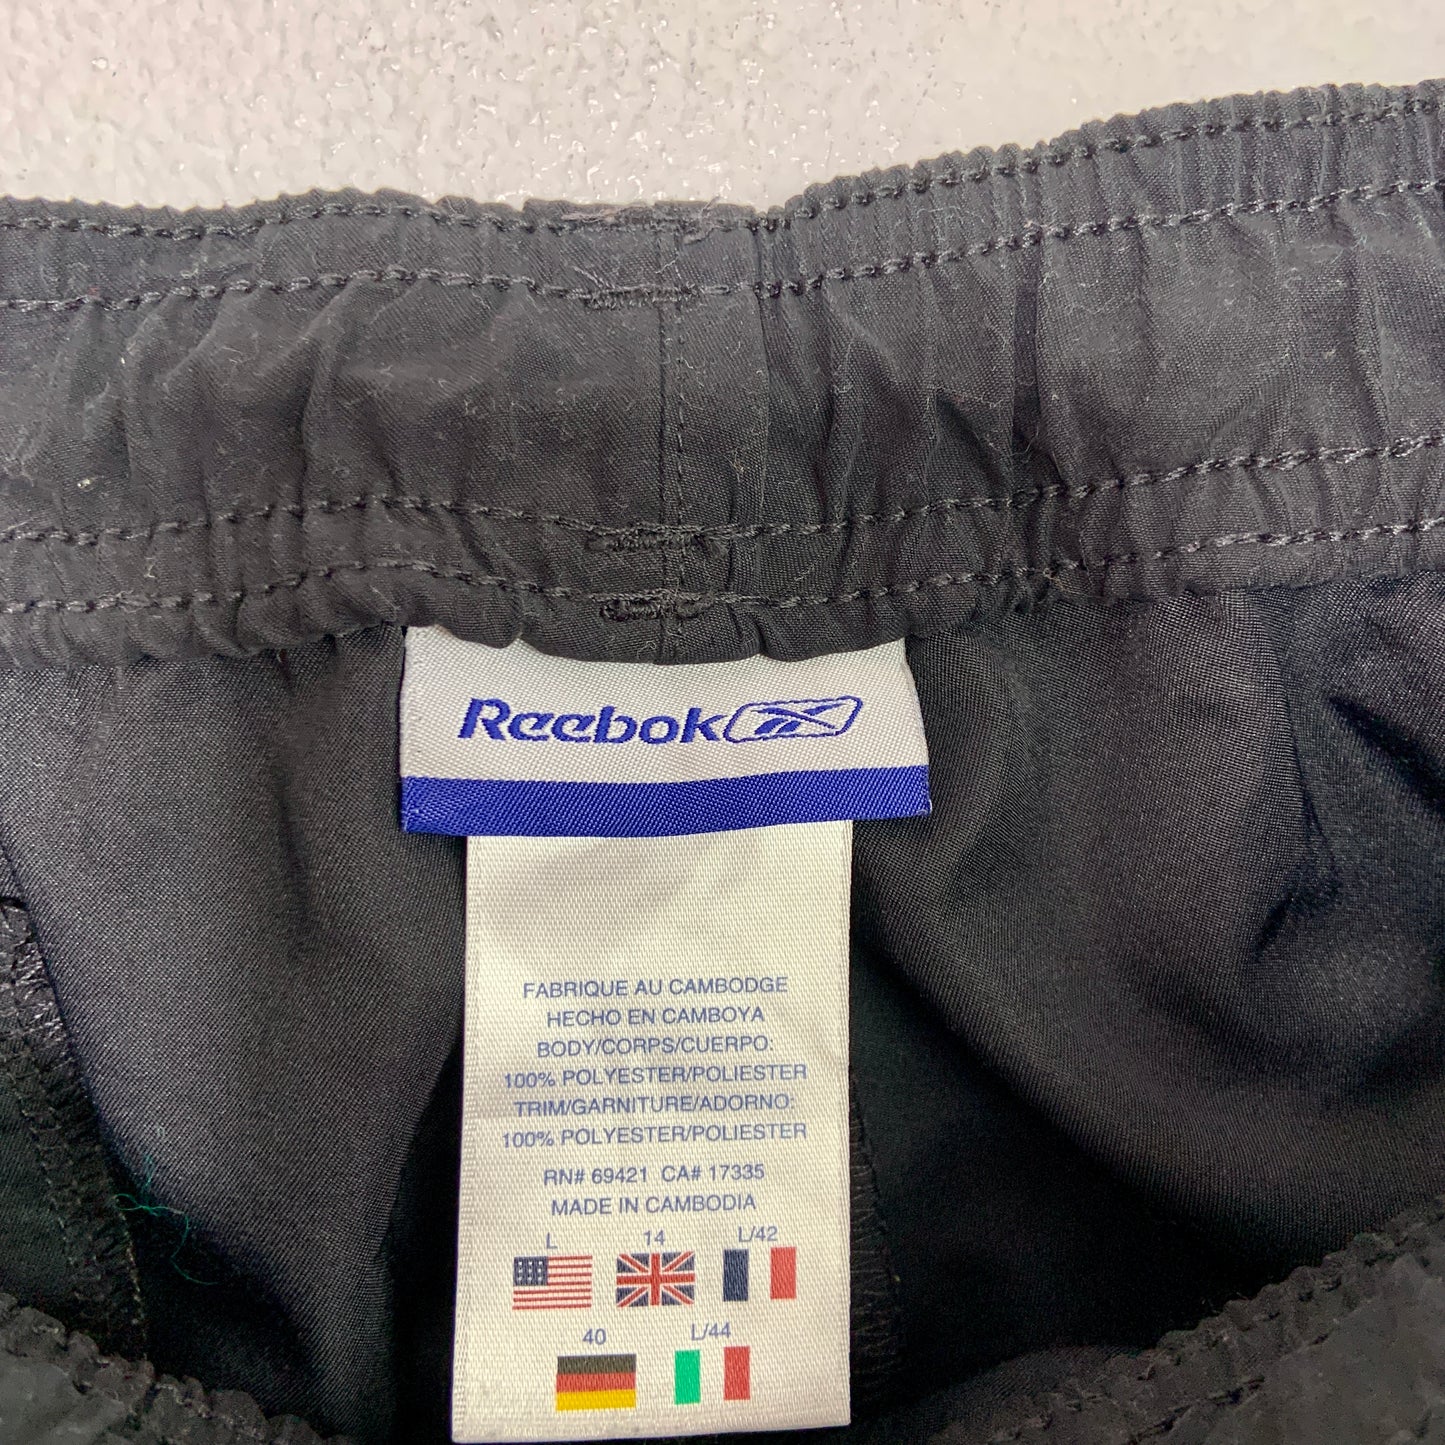 Reebok
FABRIQUE AU CAMBODGE
HECHO EN CAMBOYA
BODY/CORPS/CUERPO:
100% POLYESTER/POLIESTER
TRIM/GARNITURE/ADORNO:
100% POLYESTER/POLIESTER
RN# 69421 CA# 17335
MADE IN CAMBODIA
L 14 L/42
40 L/44